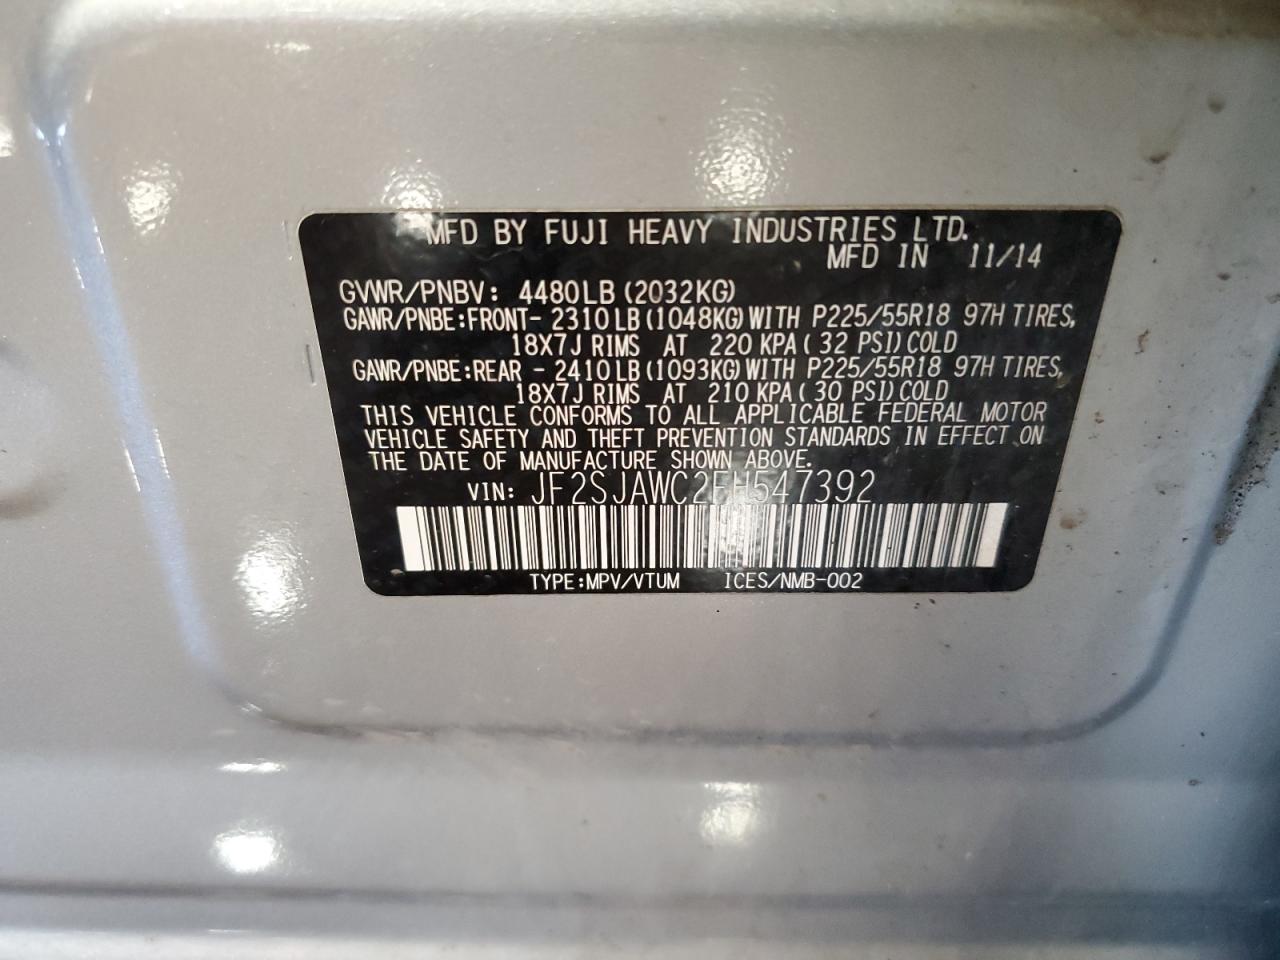 MFD BY FUJI HEAVY INDUSTRIES LTD.
MFD IN 11/14
GVWR/PNBV: 4480LB (2032KG)
GAWR/PNBE:FRONT- 2310LB (1048KG) WITH P225/55R18 97H TIRES,
18X7J RIMS AT 220 KPA ( 32 PSI) COLD
GAWR/PNBE:REAR - 2410LB (1093KG) WITH P225/55R18 97H TIRES,
18X7J RIMS AT 210 KPA ( 30 PSI) COLD
THIS VEHICLE CONFORMS TO ALL APPLICABLE FEDERAL MOTOR
VEHICLE SAFETY AND THEFT PREVENTION STANDARDS IN EFFECT ON
THE DATE OF MANUFACTURE SHOWN ABOVE.
VIN: JF2SJAWC2FH547392
TYPE:MPV/VTUM ICES/NMB-002